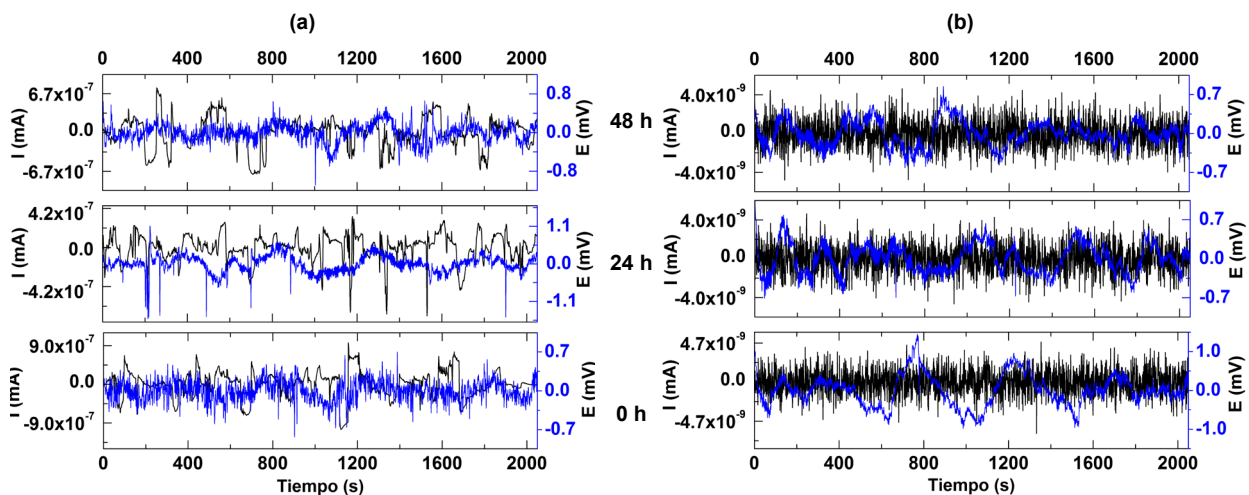 (a) (b)
0 400 800 1200 1600 2000 0 400 800 1200 1600 2000
I (mA) 6.7x10⁻⁷ 0.0 -6.7x10⁻⁷ 0.8 0.0 -0.8 E (mV)
48 h
I (mA) 4.0x10⁻⁹ 0.0 -4.0x10⁻⁹ 0.7 0.0 -0.7 E (mV)
I (mA) 4.2x10⁻⁷ 0.0 -4.2x10⁻⁷ 1.1 0.0 -1.1 E (mV)
24 h
I (mA) 4.0x10⁻⁹ 0.0 -4.0x10⁻⁹ 0.7 0.0 -0.7 E (mV)
I (mA) 9.0x10⁻⁷ 0.0 -9.0x10⁻⁷ 0.7 0.0 -0.7 E (mV)
0 h
I (mA) 4.7x10⁻⁹ 0.0 -4.7x10⁻⁹ 1.0 0.0 -1.0 E (mV)
0 400 800 1200 1600 2000 0 400 800 1200 1600 2000
Tiempo (s) Tiempo (s)